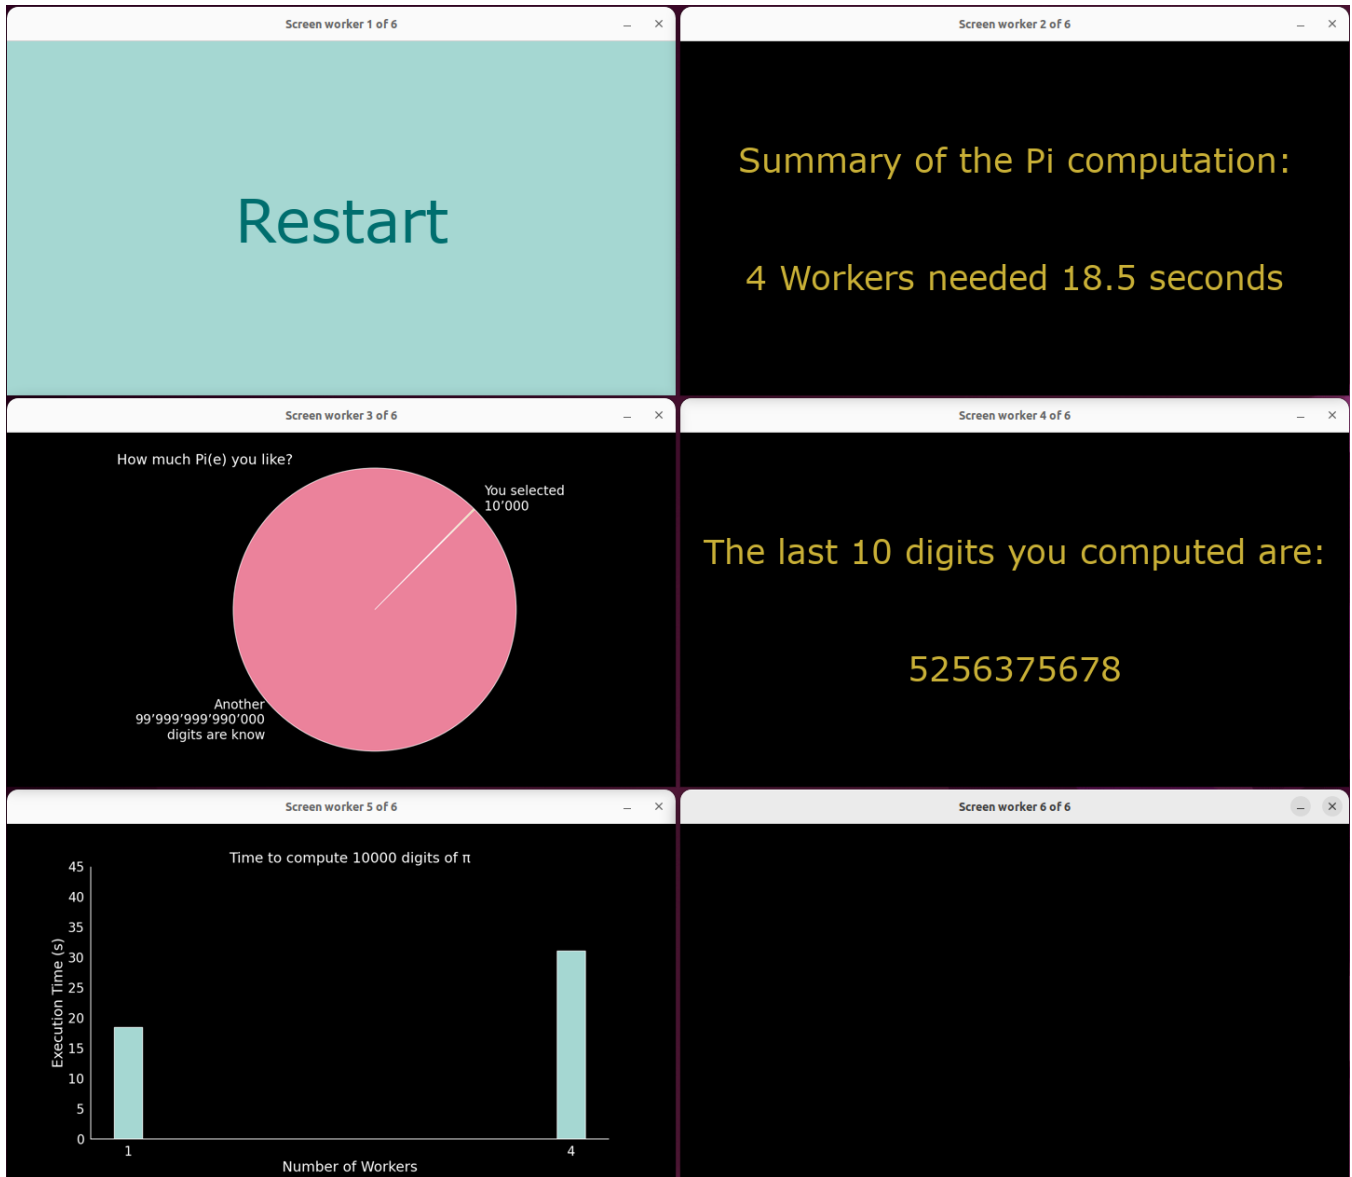 Screen worker 1 of 6
Restart
Screen worker 2 of 6
Summary of the Pi computation:
4 Workers needed 18.5 seconds
Screen worker 3 of 6
How much Pi(e) you like?
You selected
10’000
Another
99’999’999’990’000
digits are know
Screen worker 4 of 6
The last 10 digits you computed are:
5256375678
Screen worker 5 of 6
Time to compute 10000 digits of π
Execution Time (s)
45
40
35
30
25
20
15
10
5
0
1
4
Number of Workers
Screen worker 6 of 6